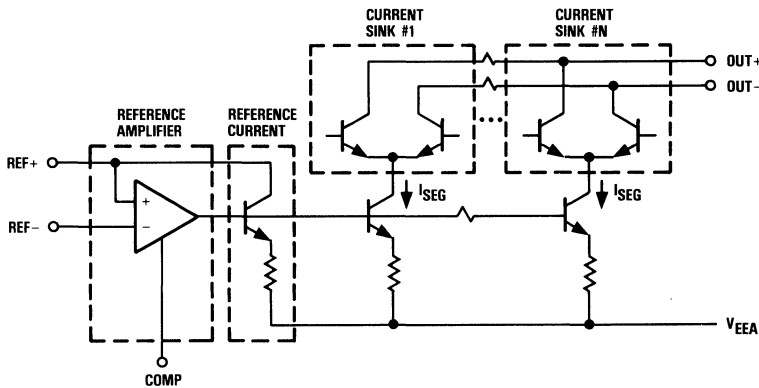 CURRENT
SINK #1
CURRENT
SINK #N
OUT+
OUT–
REFERENCE
AMPLIFIER
REFERENCE
CURRENT
REF+
REF–
+
–
ISEG
ISEG
VEEA
COMP